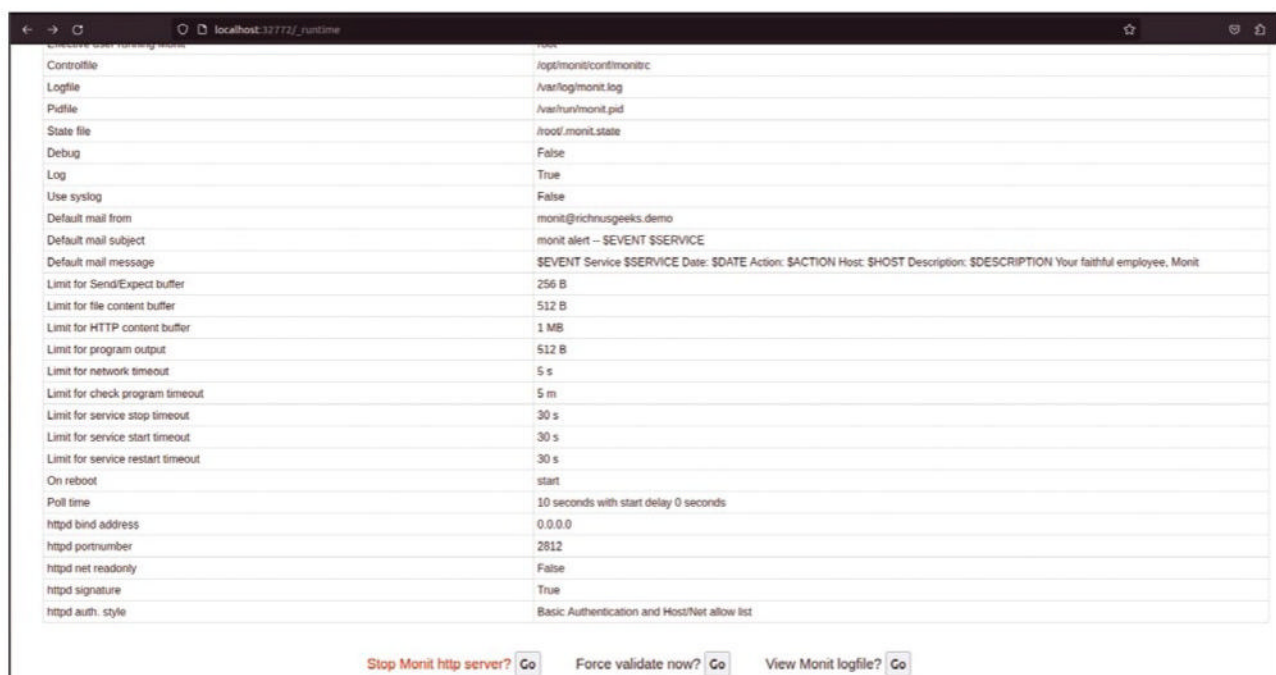 localhost:32772/_runtime
Effective user running Monit root
Controlfile /opt/monit/conf/monitrc
Logfile /var/log/monit.log
Pidfile /var/run/monit.pid
State file /root/.monit.state
Debug False
Log True
Use syslog False
Default mail from monit@richnusgeeks.demo
Default mail subject monit alert -- $EVENT $SERVICE
Default mail message $EVENT Service $SERVICE Date: $DATE Action: $ACTION Host: $HOST Description: $DESCRIPTION Your faithful employee, Monit
Limit for Send/Expect buffer 256 B
Limit for file content buffer 512 B
Limit for HTTP content buffer 1 MB
Limit for program output 512 B
Limit for network timeout 5 s
Limit for check program timeout 5 m
Limit for service stop timeout 30 s
Limit for service start timeout 30 s
Limit for service restart timeout 30 s
On reboot start
Poll time 10 seconds with start delay 0 seconds
httpd bind address 0.0.0.0
httpd portnumber 2812
httpd net readonly False
httpd signature True
httpd auth. style Basic Authentication and Host/Net allow list
Stop Monit http server? Go Force validate now? Go View Monit logfile? Go